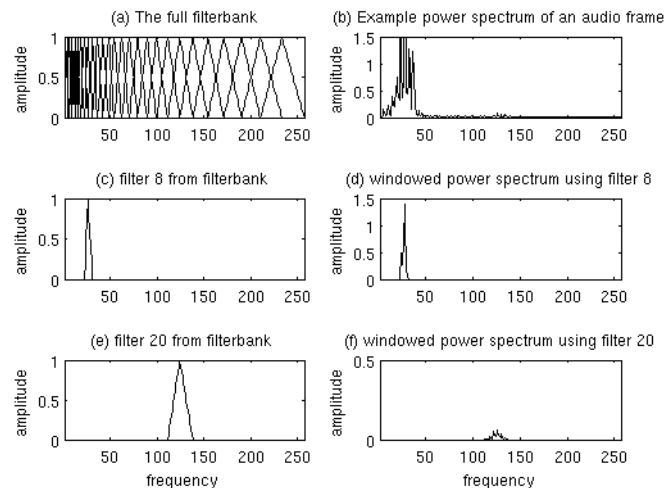 (a) The full filterbank
1
0.5
0
amplitude
50 100 150 200 250
(b) Example power spectrum of an audio frame
1.5
1
0.5
0
amplitude
50 100 150 200 250
(c) filter 8 from filterbank
1
0.5
0
amplitude
50 100 150 200 250
(d) windowed power spectrum using filter 8
1.5
1
0.5
0
amplitude
50 100 150 200 250
(e) filter 20 from filterbank
1
0.5
0
amplitude
50 100 150 200 250
frequency
(f) windowed power spectrum using filter 20
0.5
0
amplitude
50 100 150 200 250
frequency